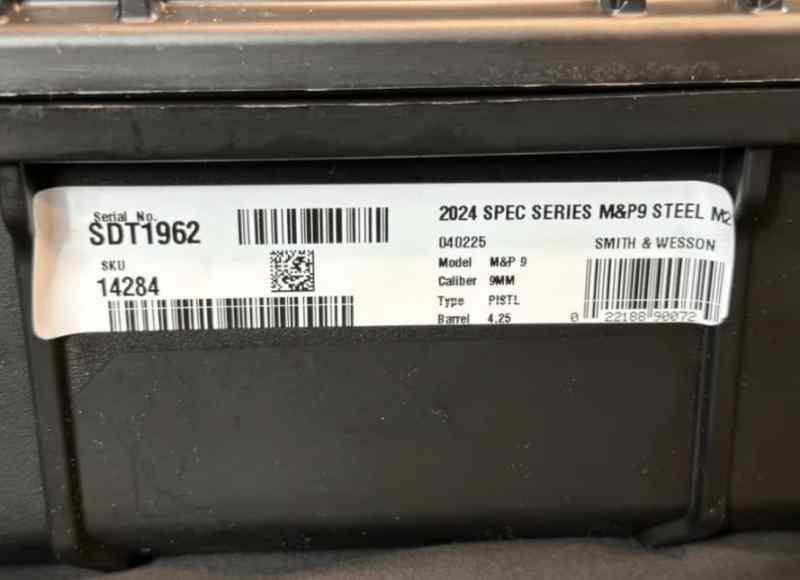 Serial No.
SDT1962
SKU
14284
2024 SPEC SERIES M&P9 STEEL M2
040225
SMITH & WESSON
Model M&P 9
Caliber 9MM
Type PISTL
Barrel 4.25
0 22188 90072